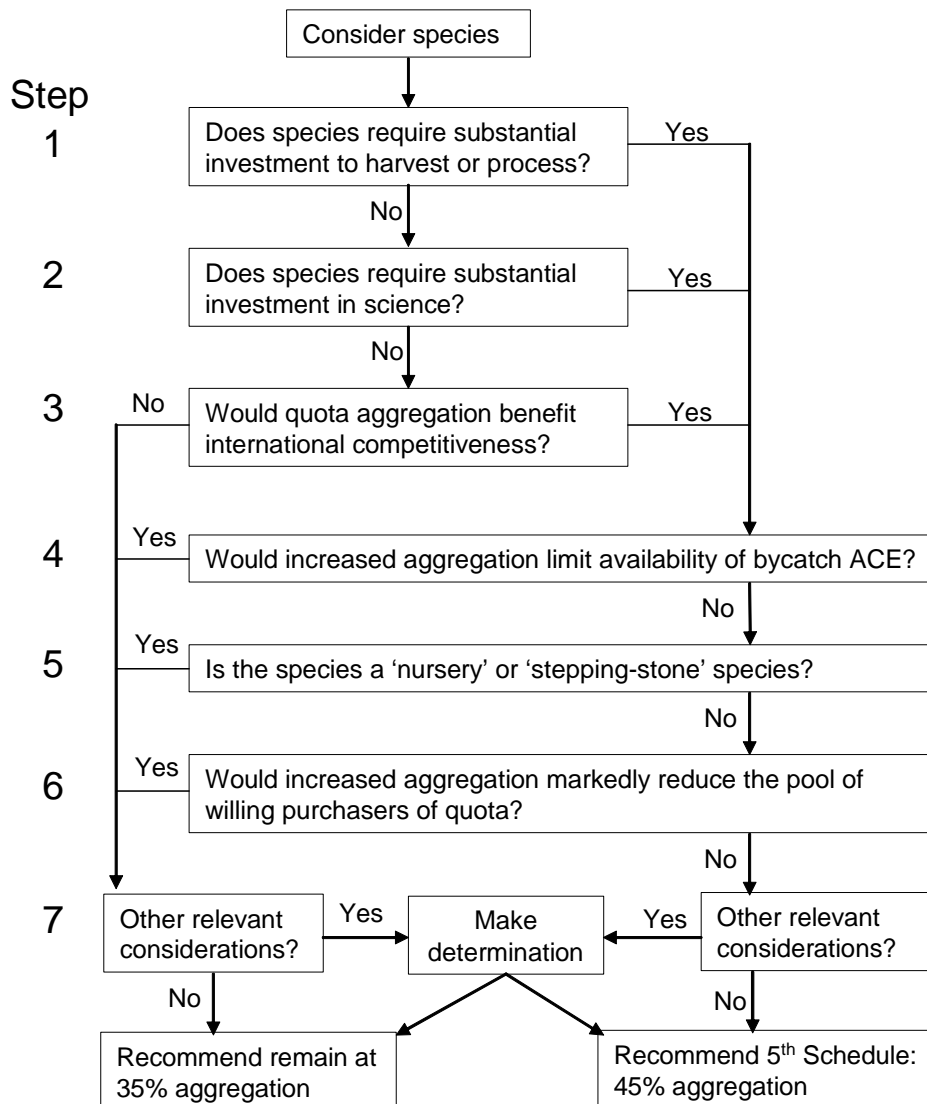 Consider species
Step
1
Does species require substantial
investment to harvest or process?
Yes
No
2
Does species require substantial
investment in science?
Yes
No
3
No
Would quota aggregation benefit
international competitiveness?
Yes
4
Yes
Would increased aggregation limit availability of bycatch ACE?
No
5
Yes
Is the species a ‘nursery’ or ‘stepping-stone’ species?
No
6
Yes
Would increased aggregation markedly reduce the pool of
willing purchasers of quota?
No
7
Other relevant
considerations?
Yes
Make
determination
Yes
Other relevant
considerations?
No
No
Recommend remain at
35% aggregation
Recommend 5th Schedule:
45% aggregation